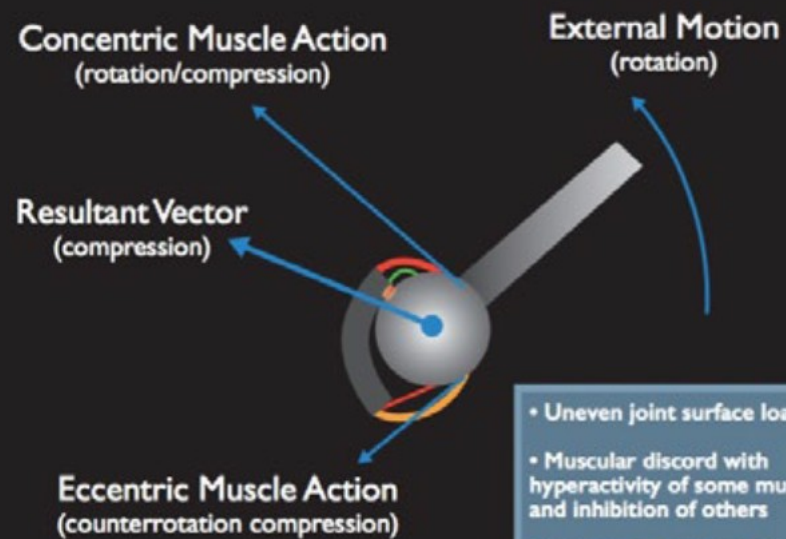 Concentric Muscle Action
(rotation/compression)
External Motion
(rotation)
Resultant Vector
(compression)
• Uneven joint surface
• Muscular discord with
hyperactivity of some
and inhibition of others
Eccentric Muscle Action
(counterrotation compression)